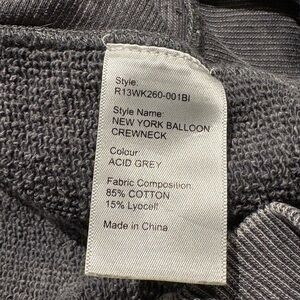 Style:
R13WK260-001BI
Style Name:
NEW YORK BALLOON
CREWNECK
Colour:
ACID GREY
Fabric Composition:
85% COTTON
15% Lyocell
Made in China